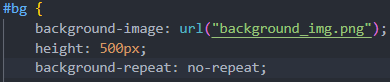 #bg {
background-image: url("background_img.png");
height: 500px;
background-repeat: no-repeat;